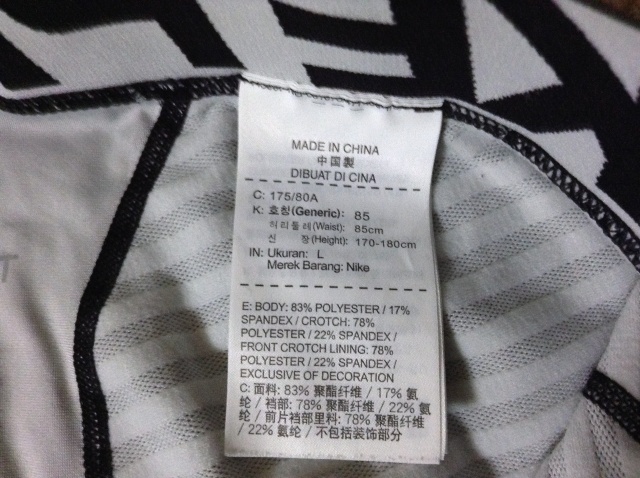 MADE IN CHINA
中国製
DIBUAT DI CINA
C: 175/80A
K: 호칭(Generic): 85
허리둘레(Waist): 85cm
신 장(Height): 170-180cm
IN: Ukuran: L
Merek Barang: Nike
E: BODY: 83% POLYESTER / 17%
SPANDEX / CROTCH: 78%
POLYESTER / 22% SPANDEX /
FRONT CROTCH LINING: 78%
POLYESTER / 22% SPANDEX /
EXCLUSIVE OF DECORATION
C: 面料: 83% 聚酯纤维 / 17% 氨
纶 / 裆部: 78% 聚酯纤维 / 22% 氨
纶 / 前片裆部里料: 78% 聚酯纤维
/ 22% 氨纶 / 不包括装饰部分